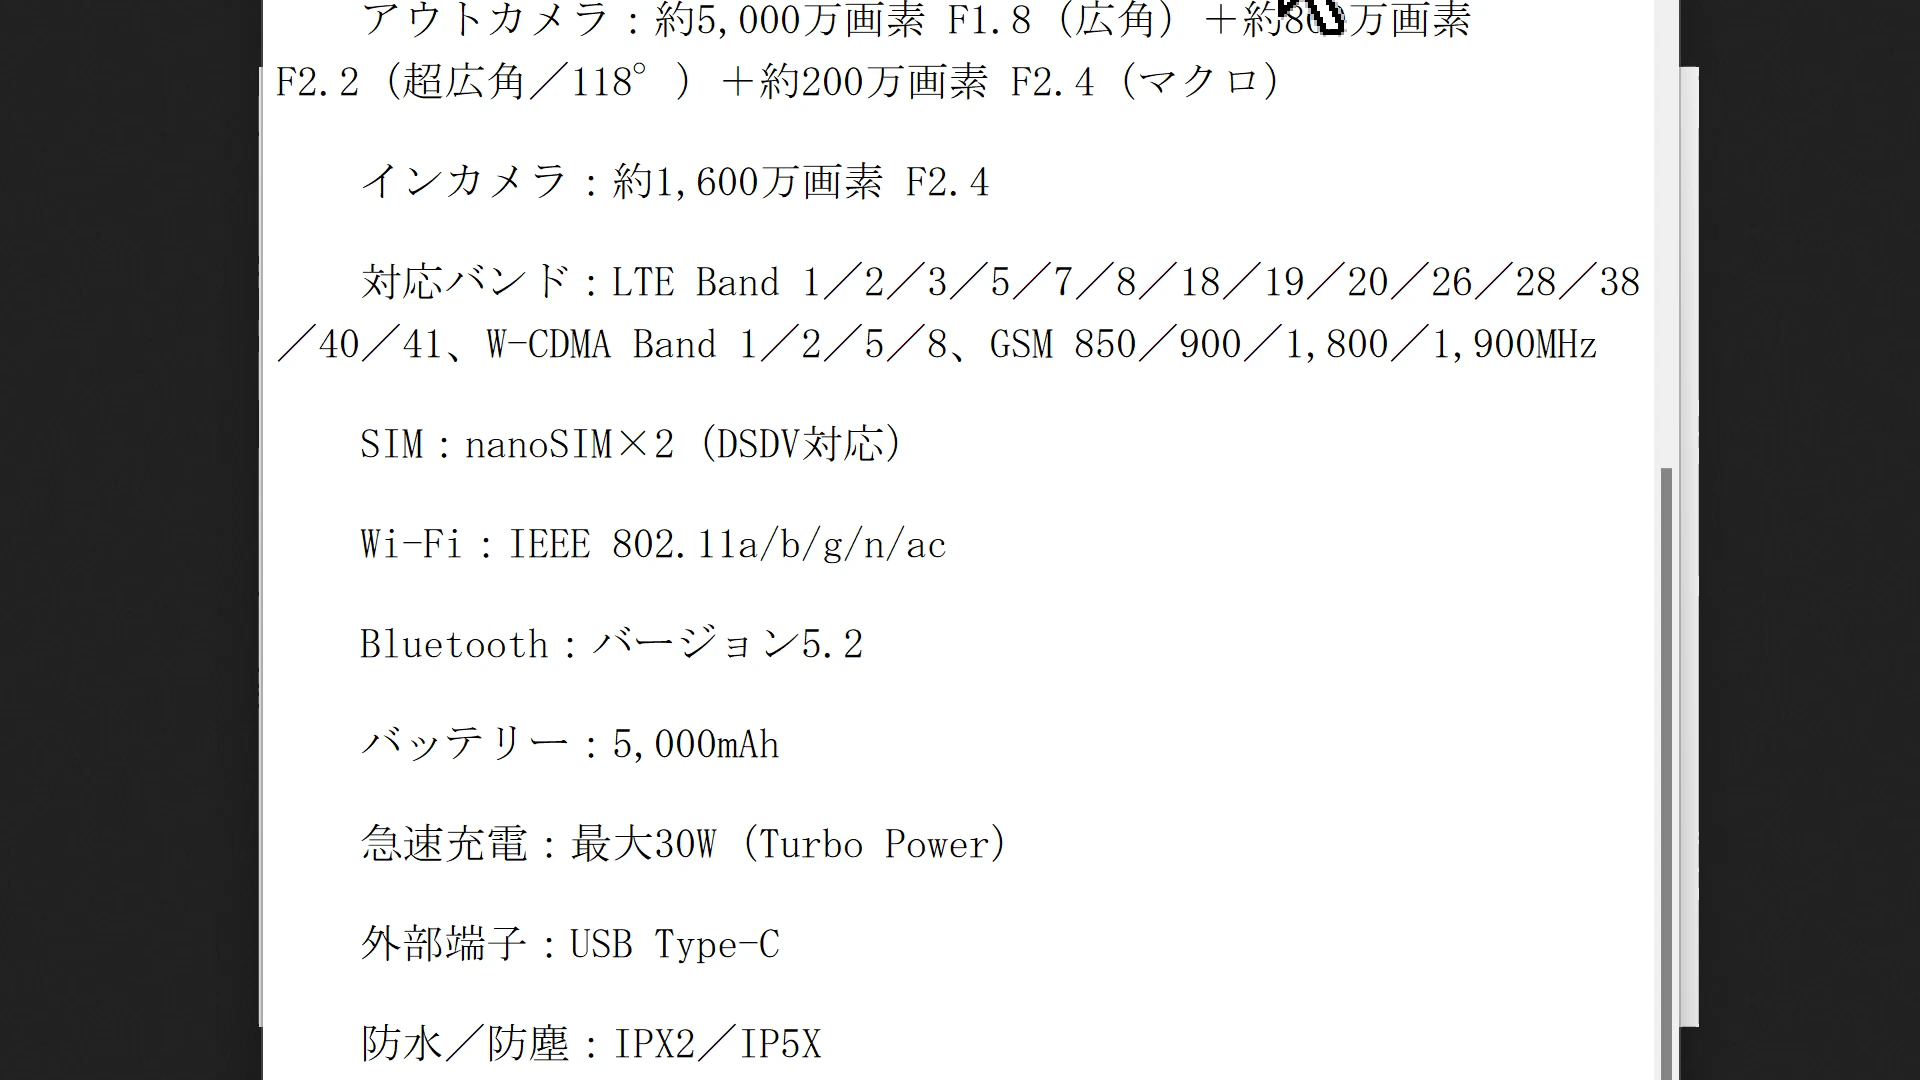 アウトカメラ：約5,000万画素 F1.8（広角）＋約800万画素
F2.2（超広角／118°）＋約200万画素 F2.4（マクロ）
インカメラ：約1,600万画素 F2.4
対応バンド：LTE Band 1／2／3／5／7／8／18／19／20／26／28／38
／40／41、W-CDMA Band 1／2／5／8、GSM 850／900／1,800／1,900MHz
SIM：nanoSIM×2（DSDV対応）
Wi-Fi：IEEE 802.11a/b/g/n/ac
Bluetooth：バージョン5.2
バッテリー：5,000mAh
急速充電：最大30W（Turbo Power）
外部端子：USB Type-C
防水／防塵：IPX2／IP5X